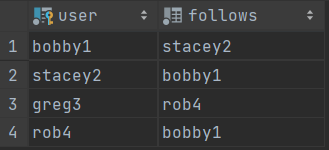 user follows
1 bobby1 stacey2
2 stacey2 bobby1
3 greg3 rob4
4 rob4 bobby1